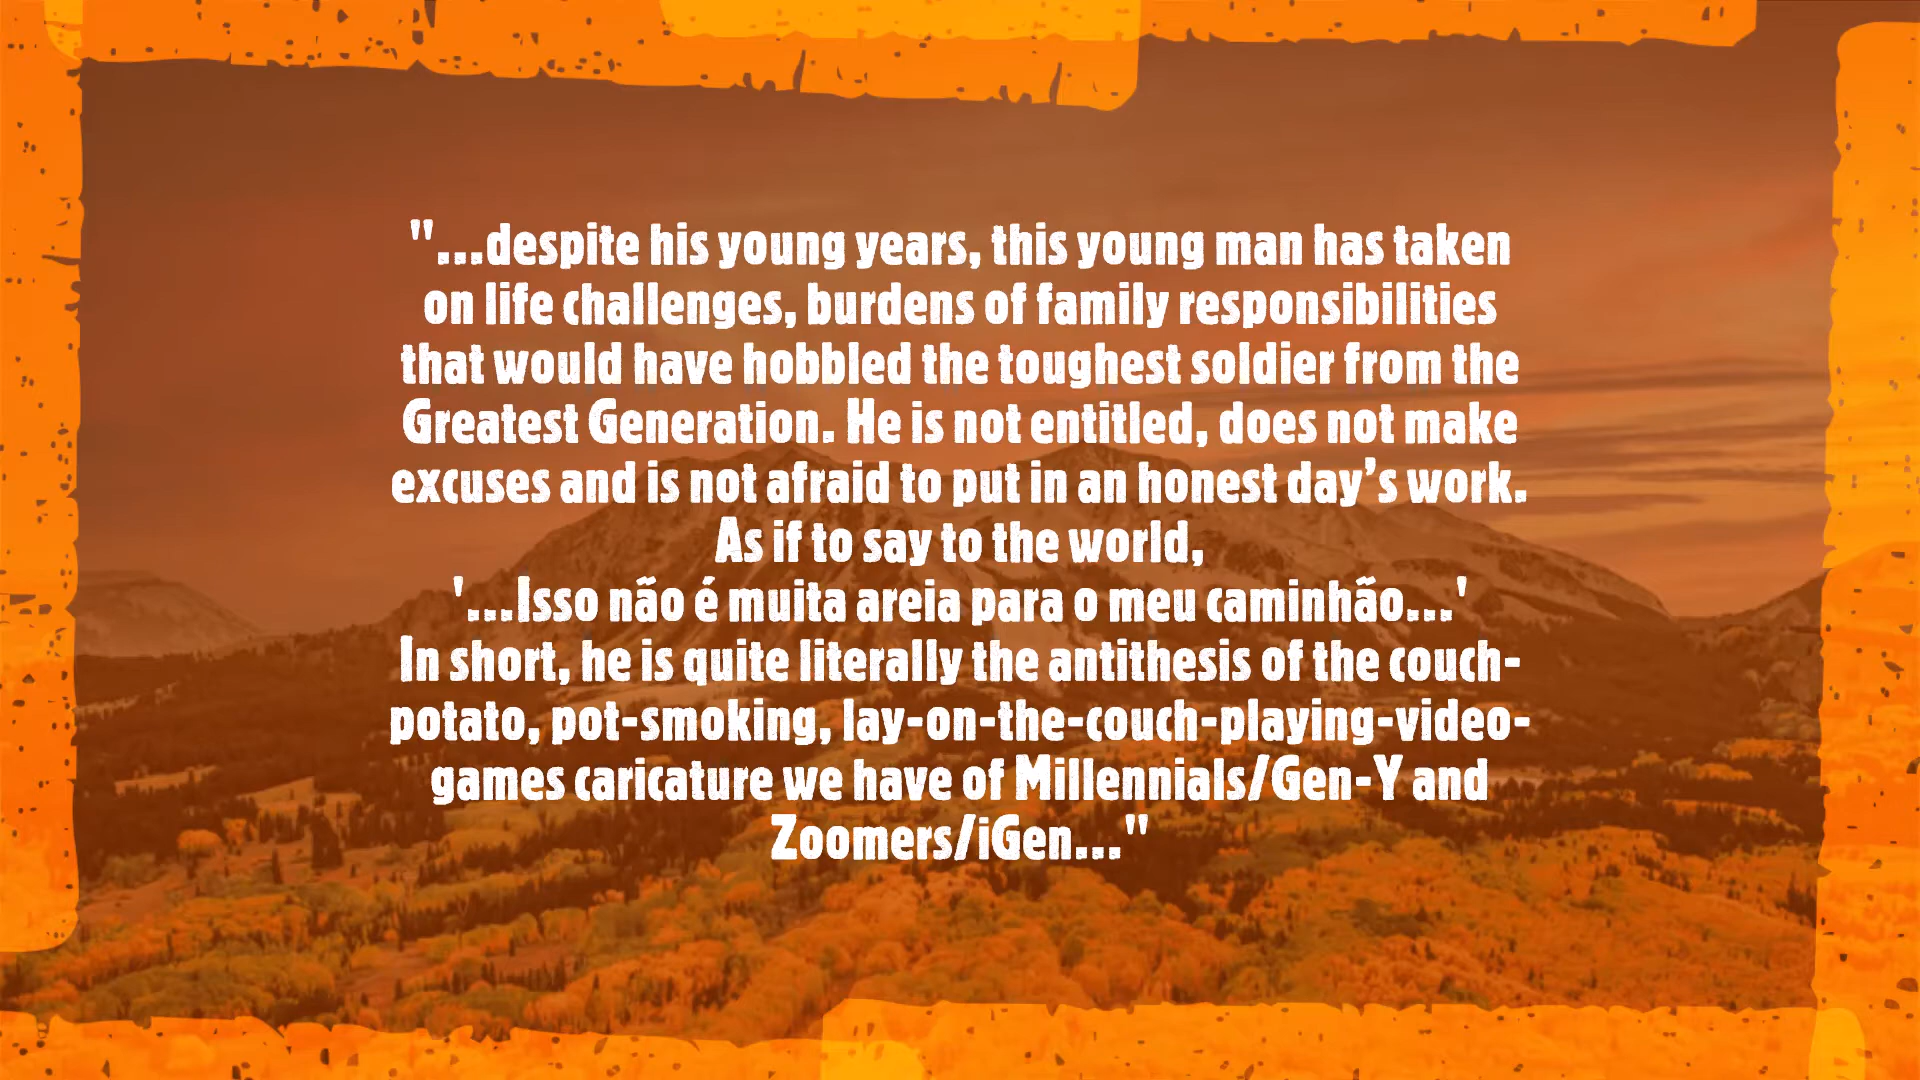 "...despite his young years, this young man has taken
on life challenges, burdens of family responsibilities
that would have hobbled the toughest soldier from the
Greatest Generation. He is not entitled, does not make
excuses and is not afraid to put in an honest day’s work.
As if to say to the world,
'...Isso não é muita areia para o meu caminhão...'
In short, he is quite literally the antithesis of the couch-
potato, pot-smoking, lay-on-the-couch-playing-video-
games caricature we have of Millennials/Gen-Y and
Zoomers/iGen..."